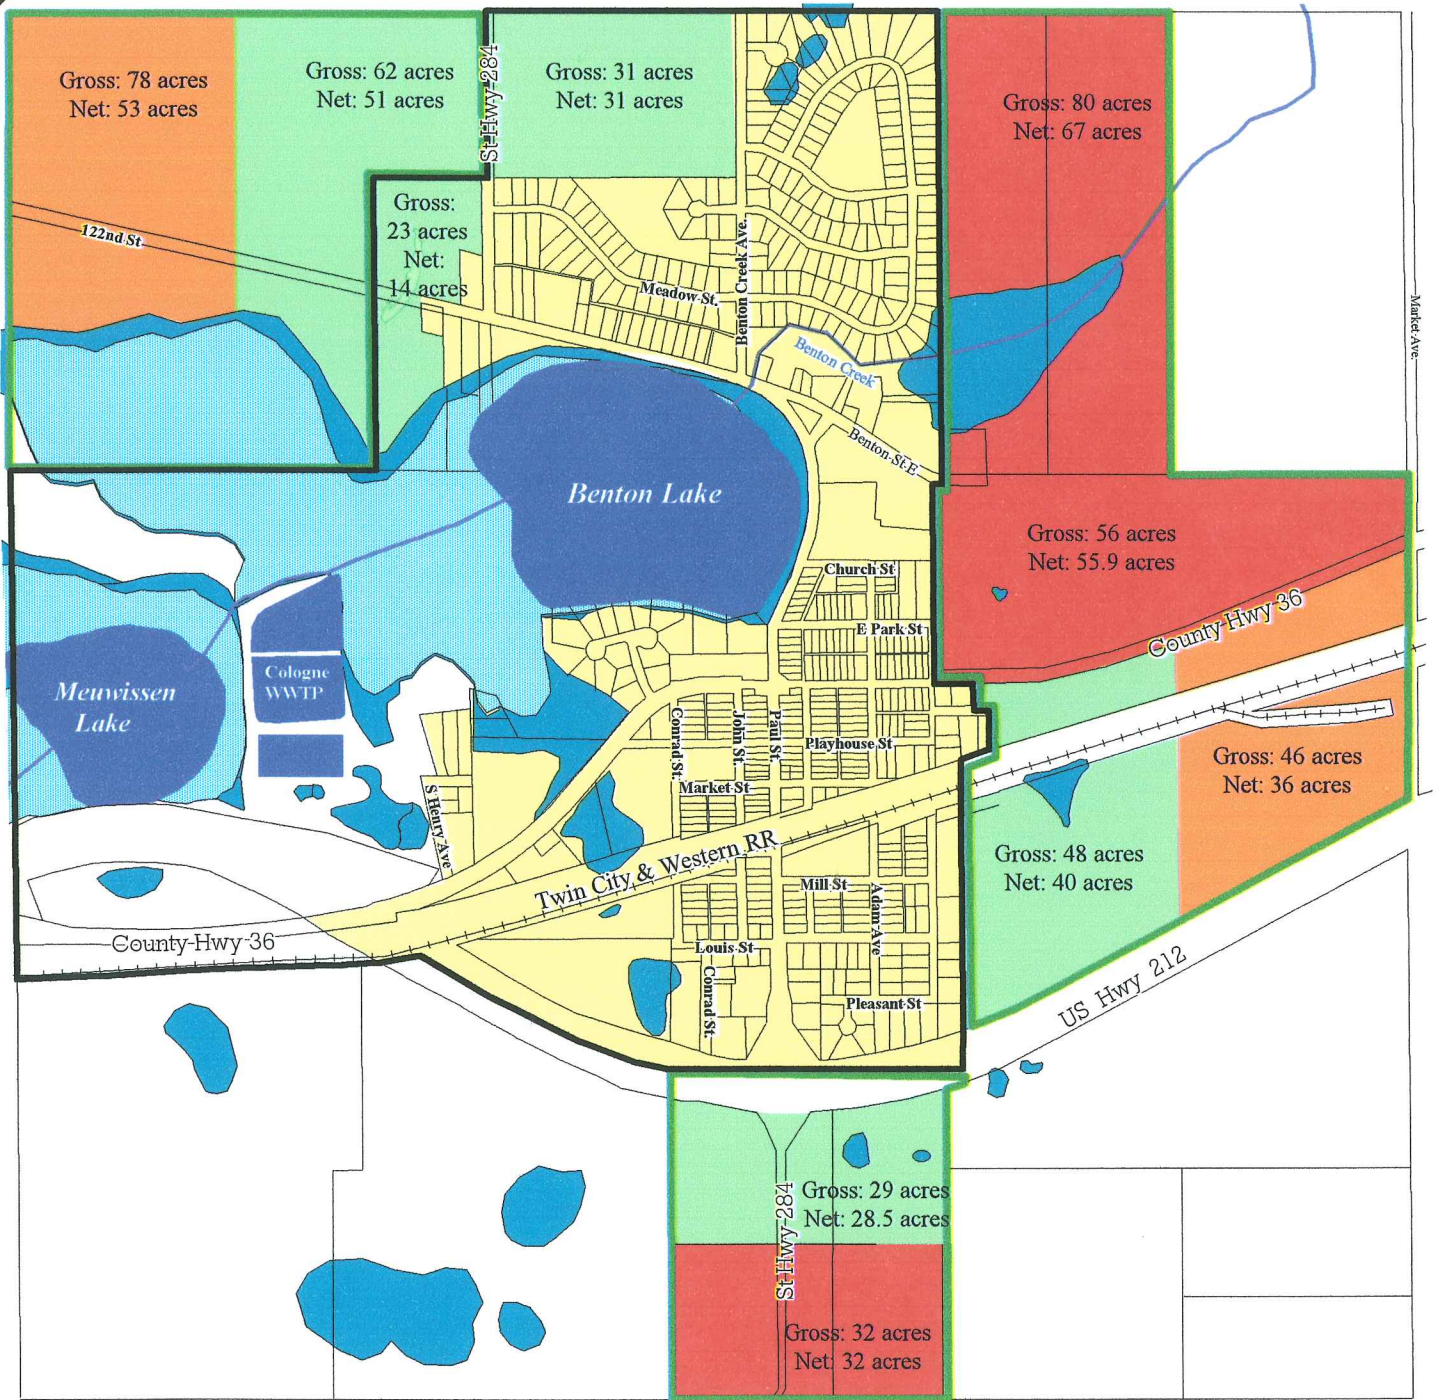 Gross: 78 acres
Net: 53 acres
Gross: 62 acres
Net: 51 acres
St Hwy 284
Gross: 31 acres
Net: 31 acres
Gross: 80 acres
Net: 67 acres
Gross:
23 acres
Net:
14 acres
122nd St
Meadow St.
Benton Creek Ave.
Benton Creek
Benton St E
Market Ave.
Benton Lake
Gross: 56 acres
Net: 55.9 acres
Church St
E Park St
County Hwy 36
Cologne
WWTP
Meuwissen
Lake
Conrad St.
John St.
Paul St.
Playhouse St
Market St
S Henry Ave
Gross: 46 acres
Net: 36 acres
Twin City & Western RR
Gross: 48 acres
Net: 40 acres
Mill St
Adam Ave
County Hwy 36
Louis St
Conrad St.
Pleasant St
US Hwy 212
St Hwy 284
Gross: 29 acres
Net: 28.5 acres
Gross: 32 acres
Net: 32 acres